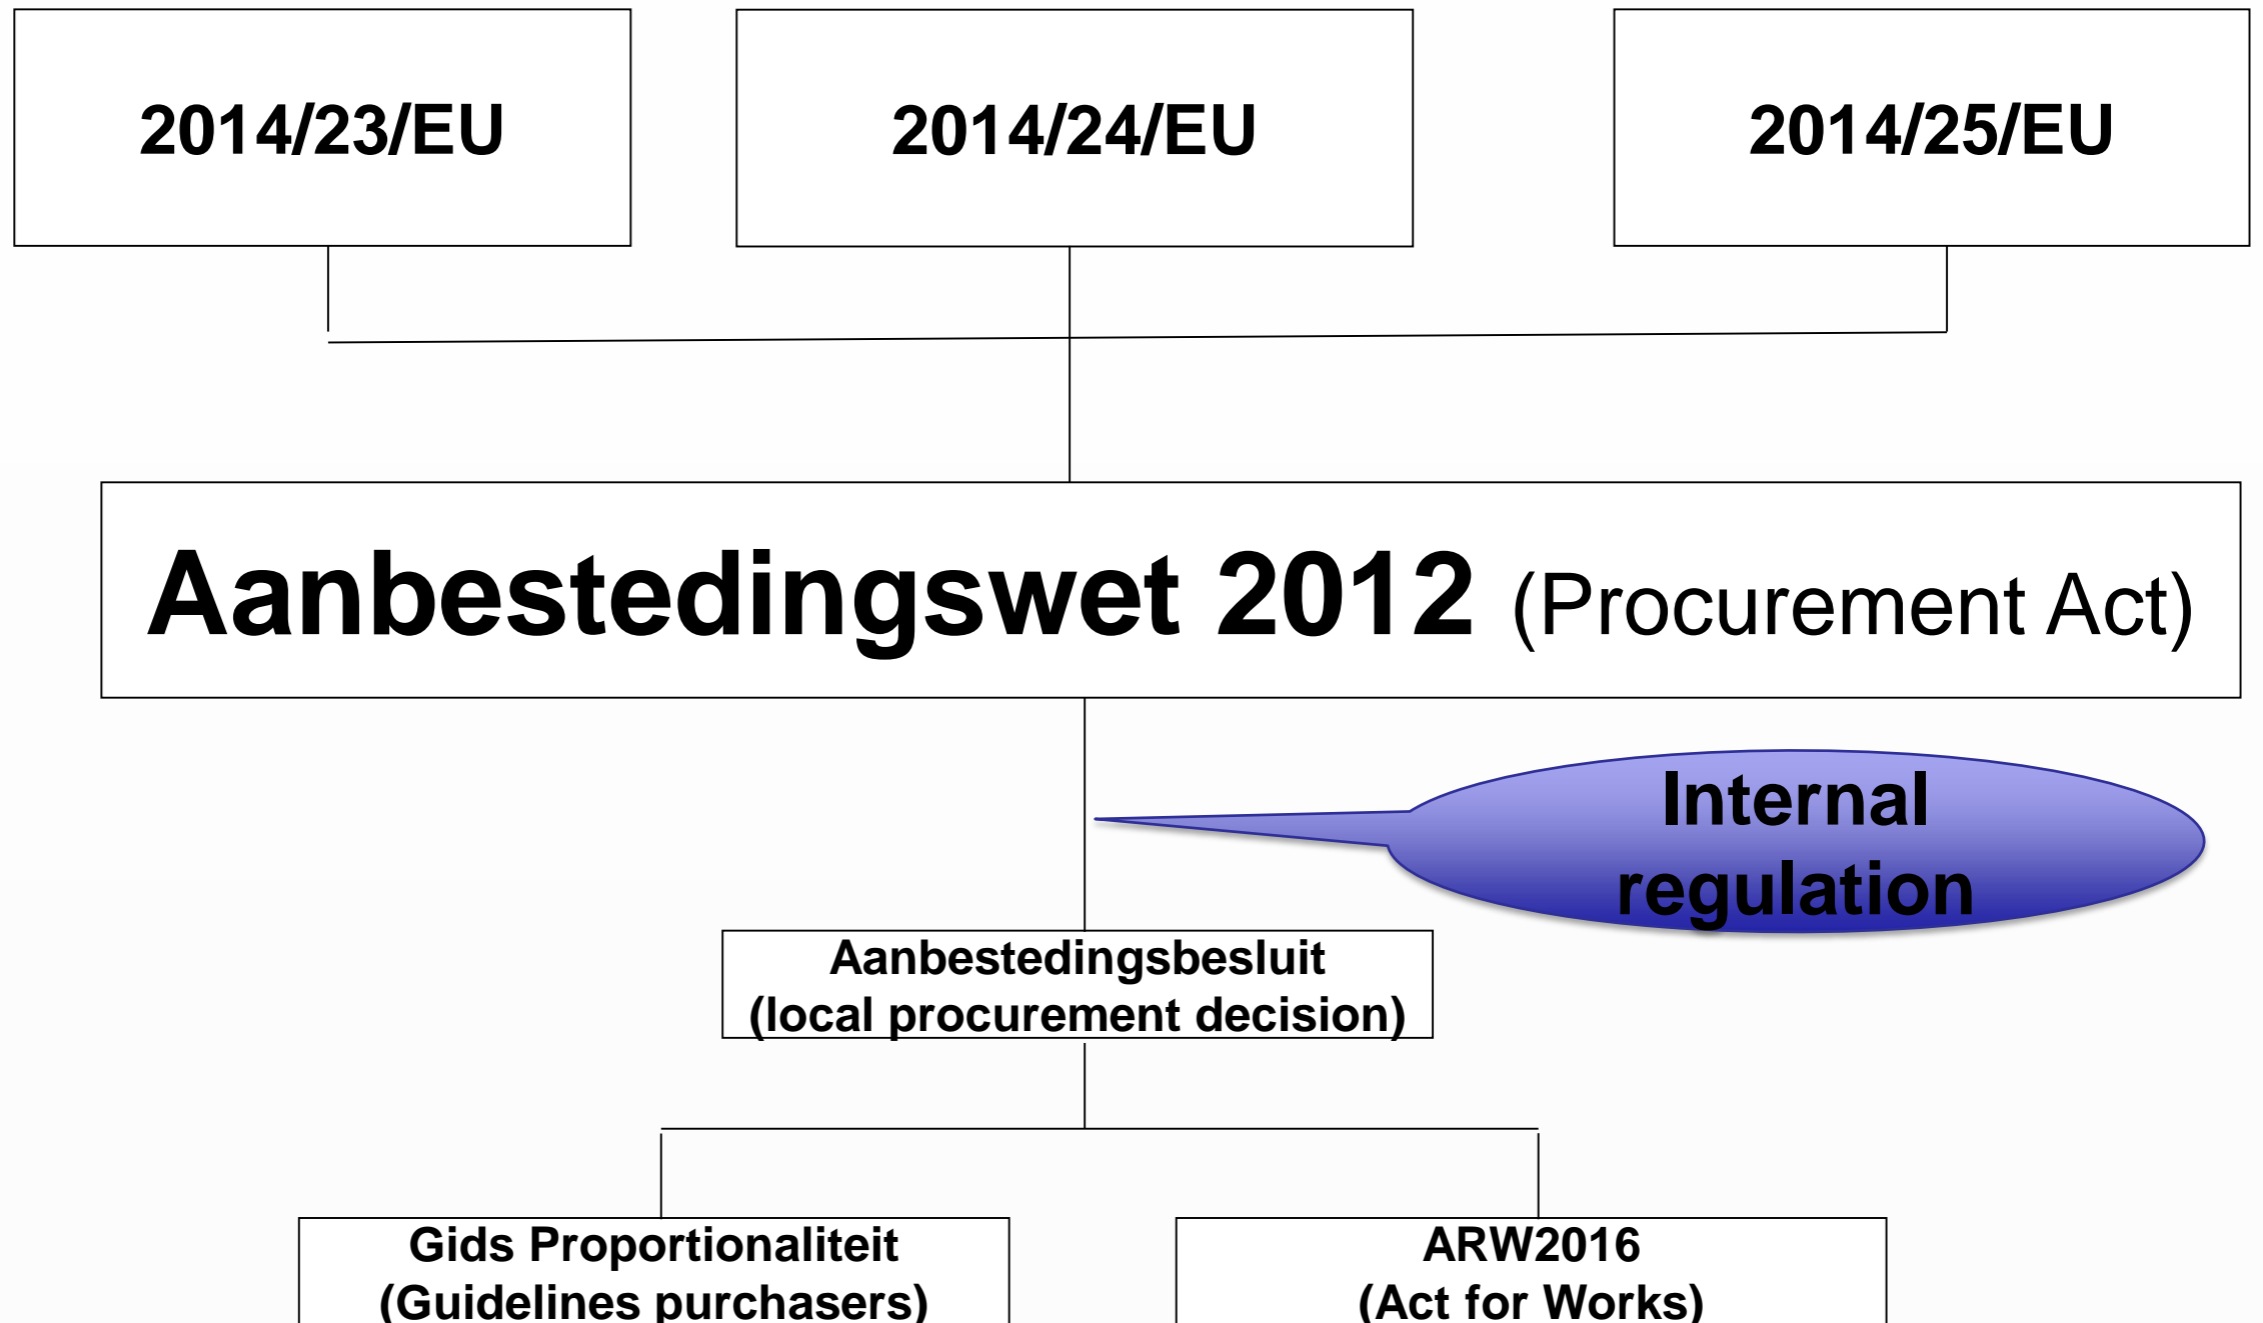 2014/23/EU
2014/24/EU
2014/25/EU
Aanbestedingswet 2012 (Procurement Act)
Internal
regulation
Aanbestedingsbesluit
(local procurement decision)
Gids Proportionaliteit
(Guidelines purchasers)
ARW2016
(Act for Works)